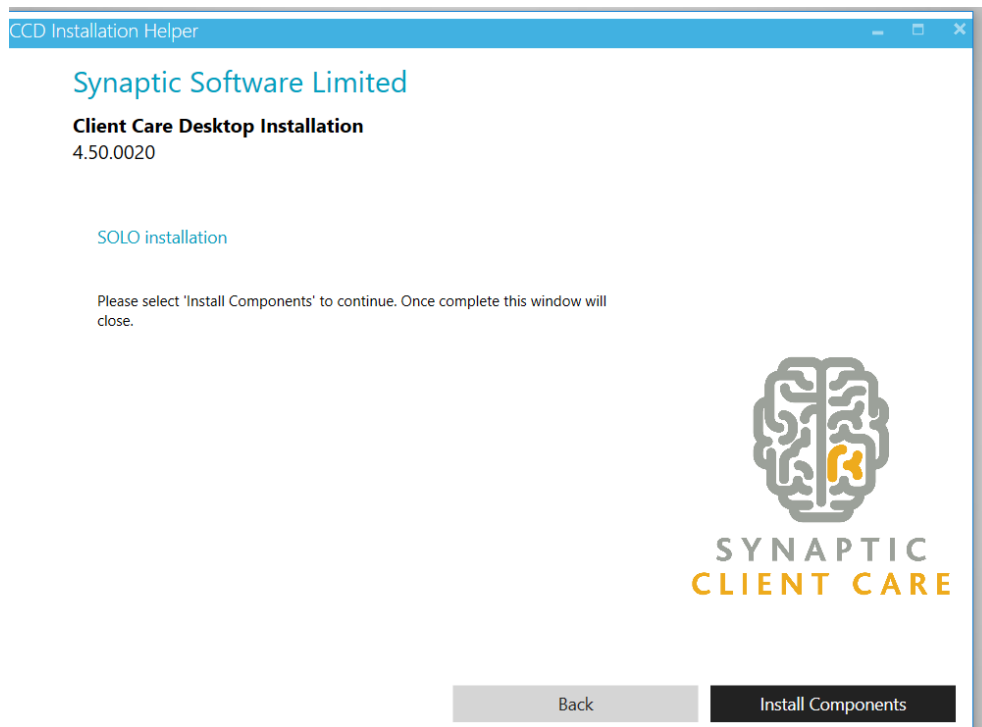 CCD Installation Helper
Synaptic Software Limited
Client Care Desktop Installation
4.50.0020
SOLO installation
Please select 'Install Components' to continue. Once complete this window will
close.
SYNAPTIC
CLIENT CARE
Back
Install Components